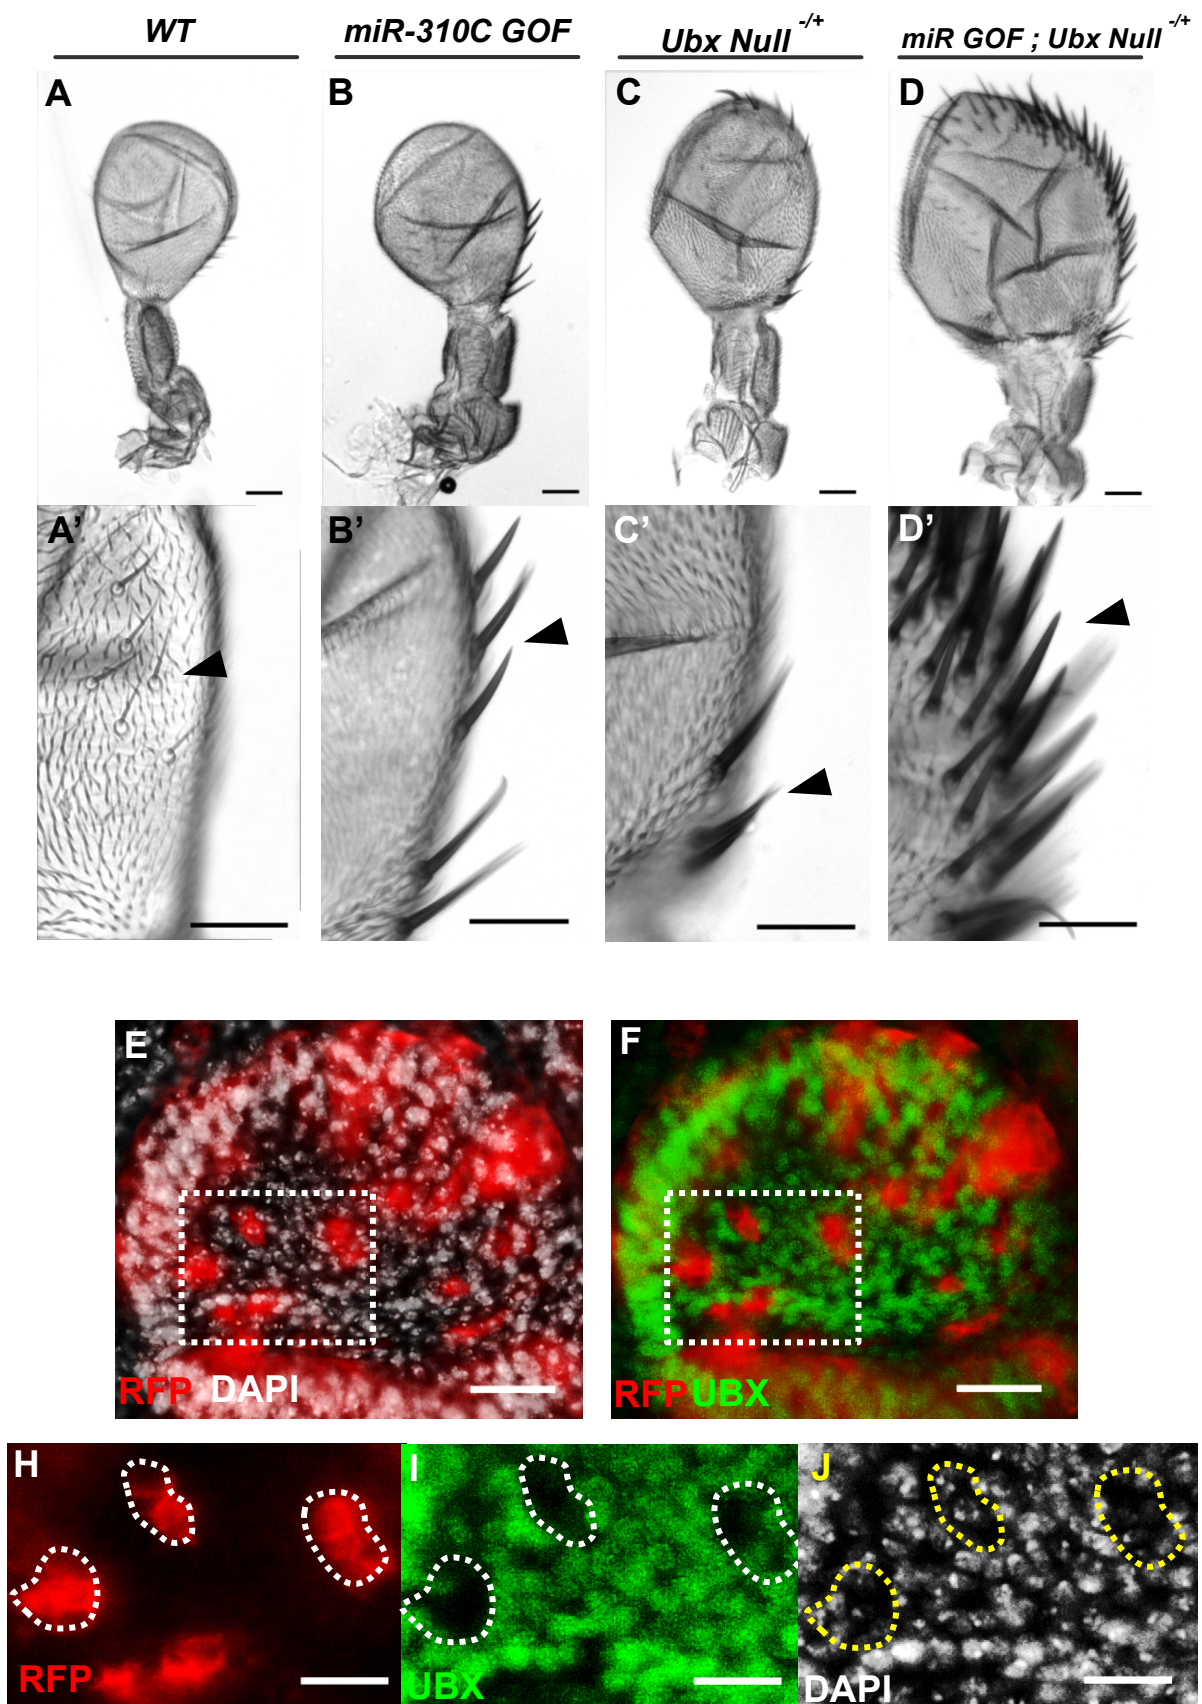 WT miR-310C GOF Ubx Null -/+ miR GOF ; Ubx Null -/+
A B C D
A’ B’ C’ D’
E F
RFP DAPI RFP UBX
H I J
RFP UBX DAPI